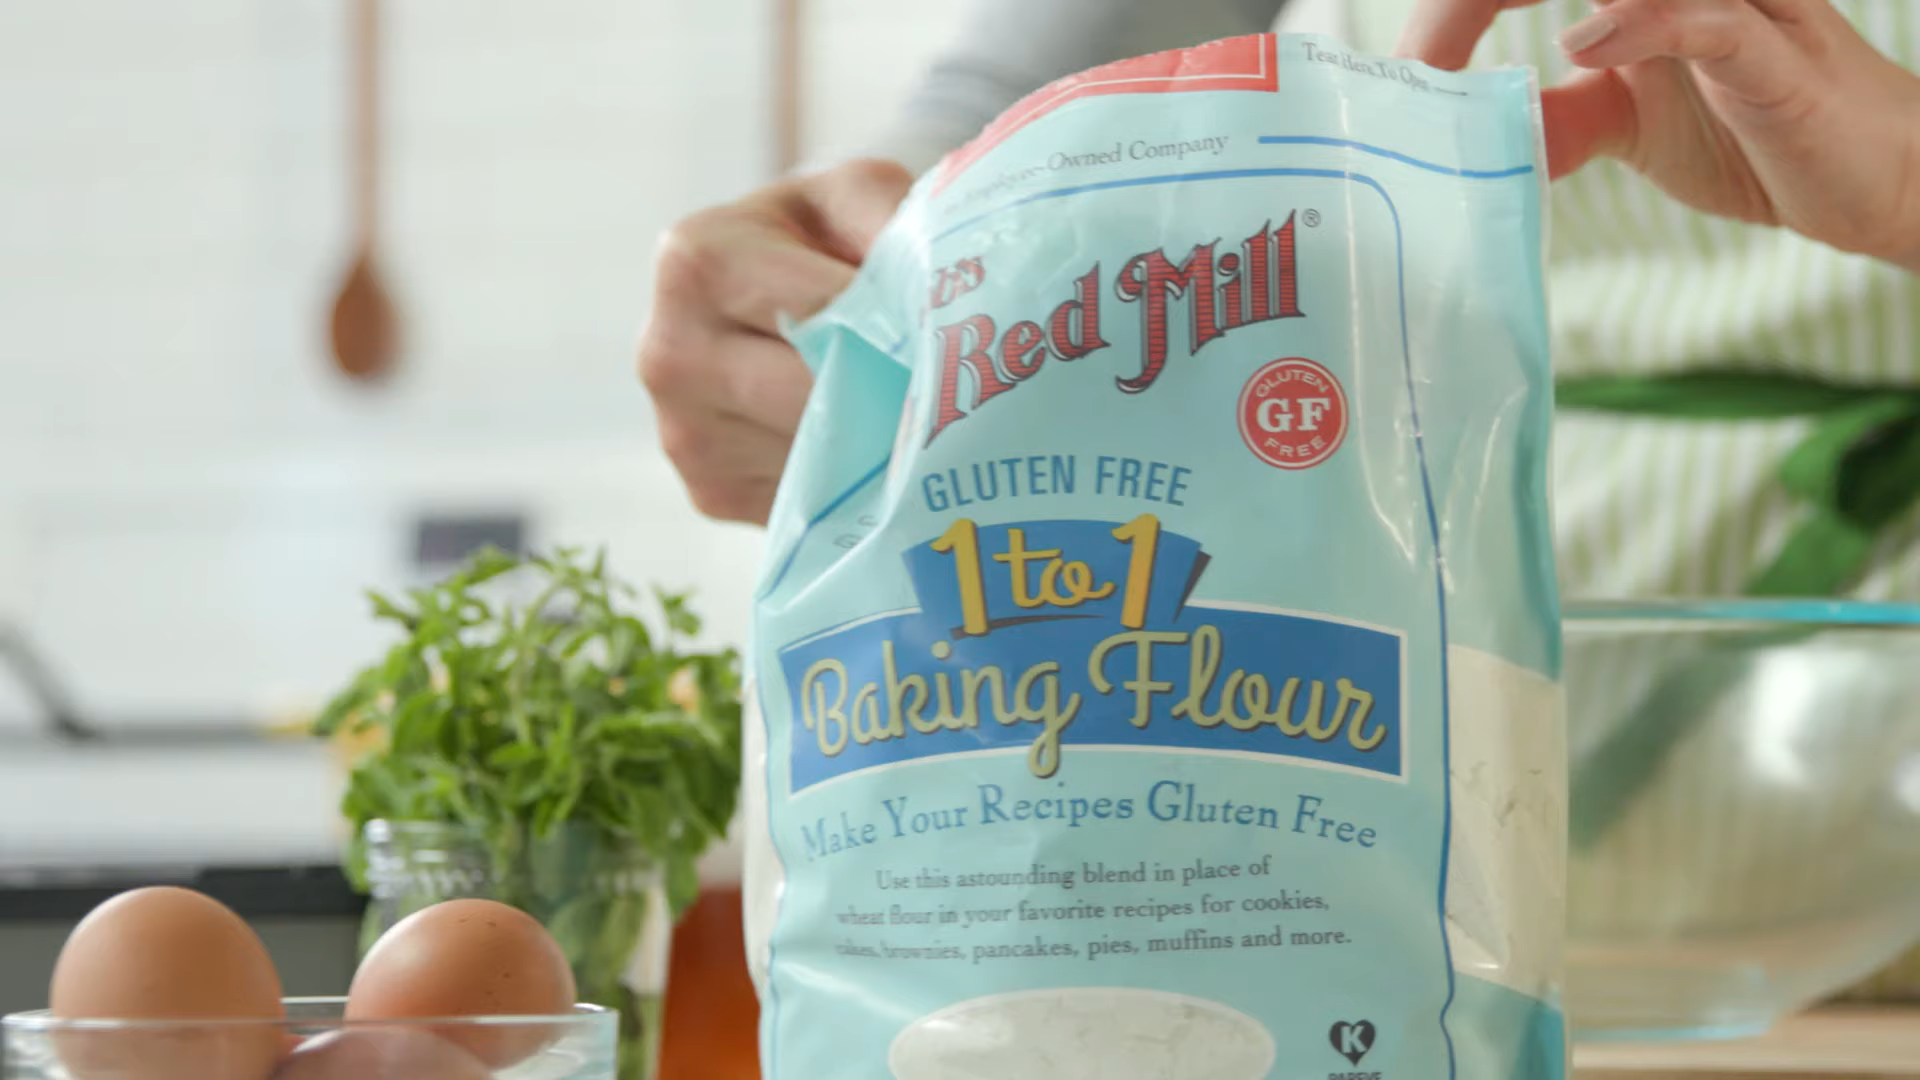 Tear Here To Open
Employee-Owned Company
Red Mill®
GLUTEN
GF
FREE
GLUTEN FREE
1 to 1
Baking Flour
Make Your Recipes Gluten Free
Use this astounding blend in place of
wheat flour in your favorite recipes for cookies,
cakes, brownies, pancakes, pies, muffins and more.
K
PAREVE